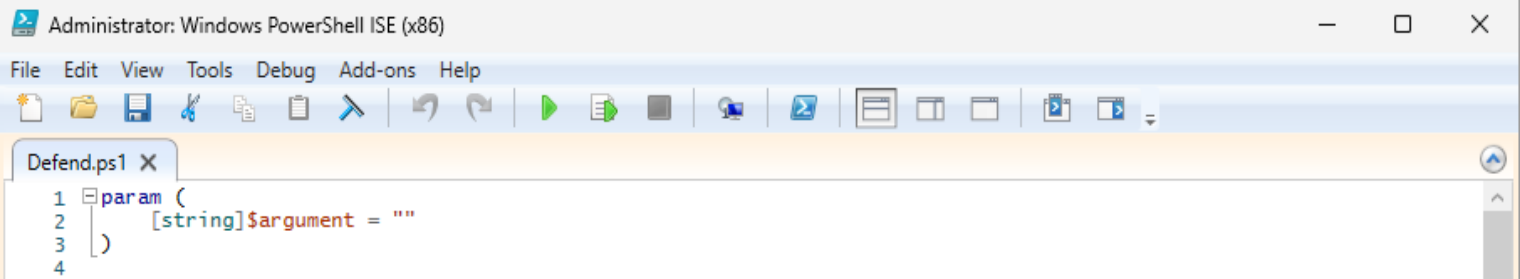 Administrator: Windows PowerShell ISE (x86)
File Edit View Tools Debug Add-ons Help
Defend.ps1
1 param (
2 [string]$argument = ""
3 )
4